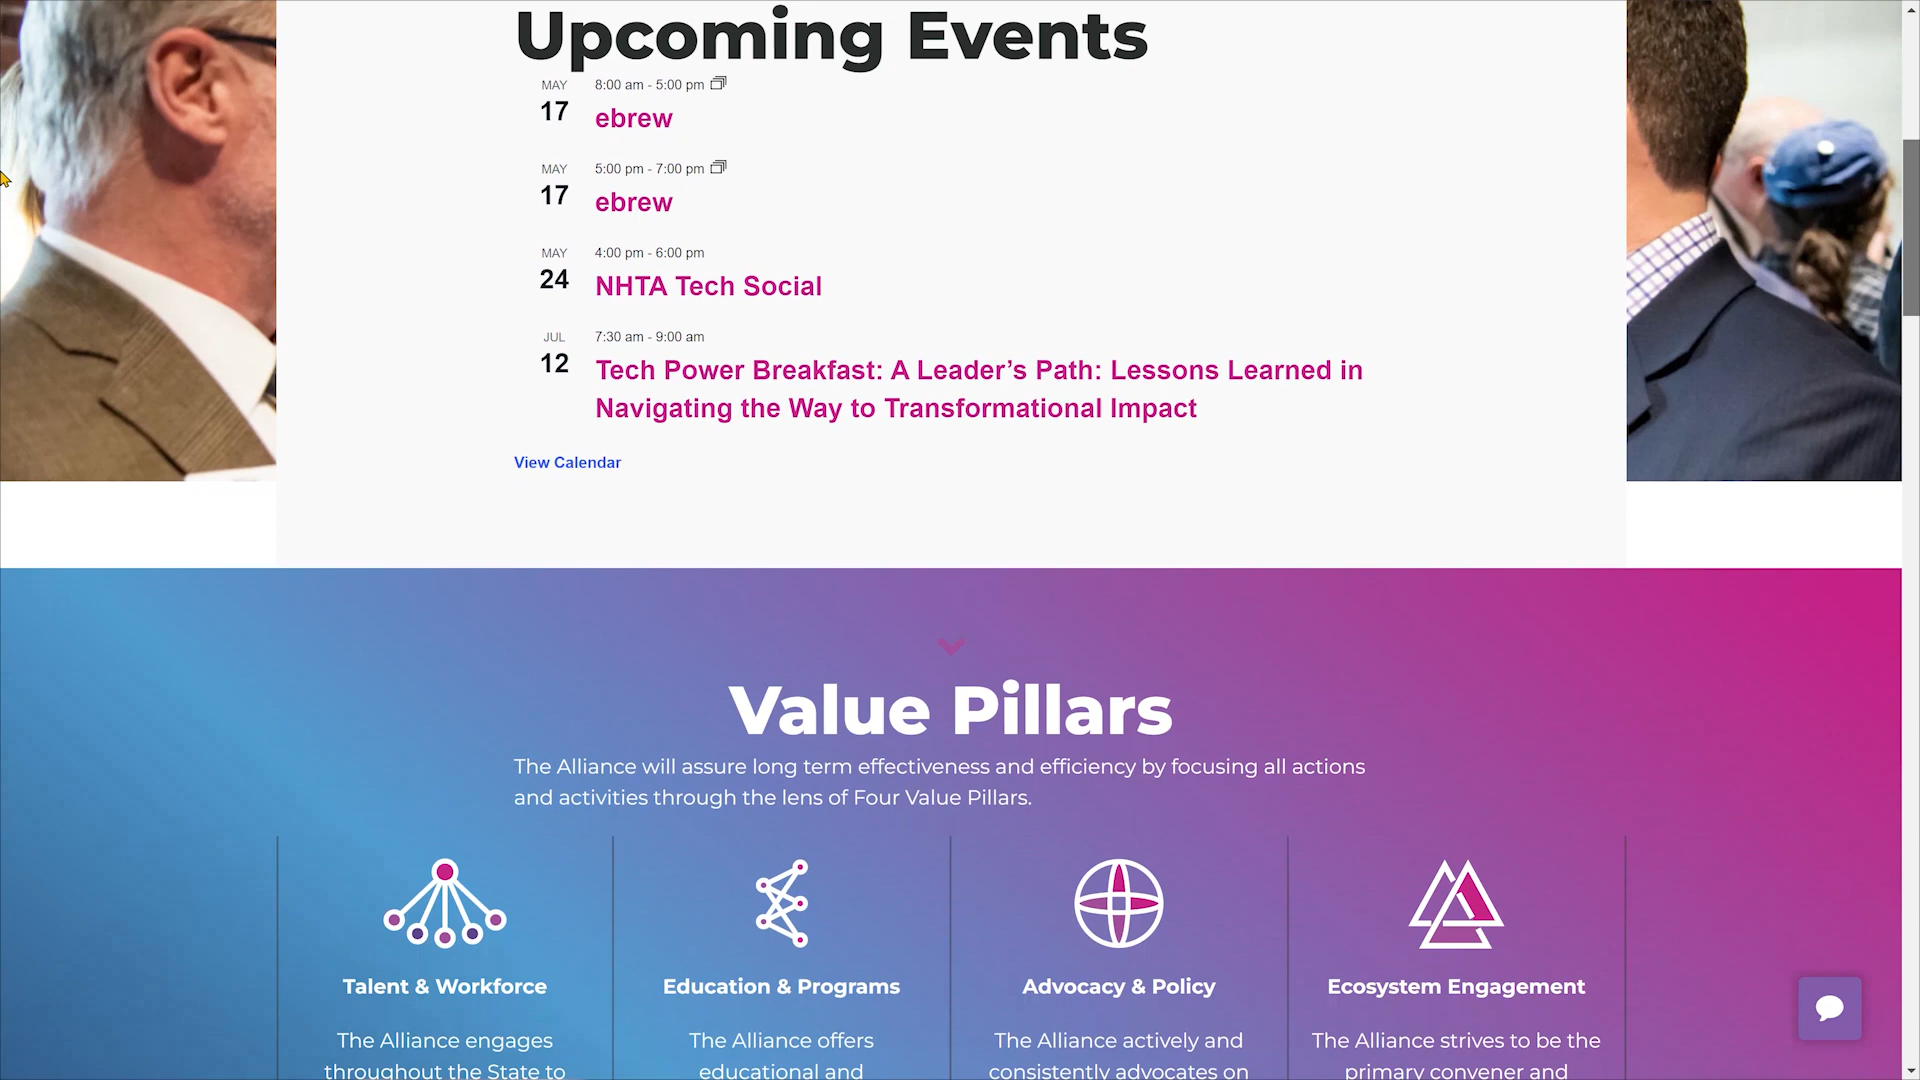 Upcoming Events
MAY
17
8:00 am - 5:00 pm
ebrew
MAY
17
5:00 pm - 7:00 pm
ebrew
MAY
24
4:00 pm - 6:00 pm
NHTA Tech Social
JUL
12
7:30 am - 9:00 am
Tech Power Breakfast: A Leader’s Path: Lessons Learned in
Navigating the Way to Transformational Impact
View Calendar
Value Pillars
The Alliance will assure long term effectiveness and efficiency by focusing all actions
and activities through the lens of Four Value Pillars.
Talent & Workforce
The Alliance engages
throughout the State to
Education & Programs
The Alliance offers
educational and
Advocacy & Policy
The Alliance actively and
consistently advocates on
Ecosystem Engagement
The Alliance strives to be the
primary convener and